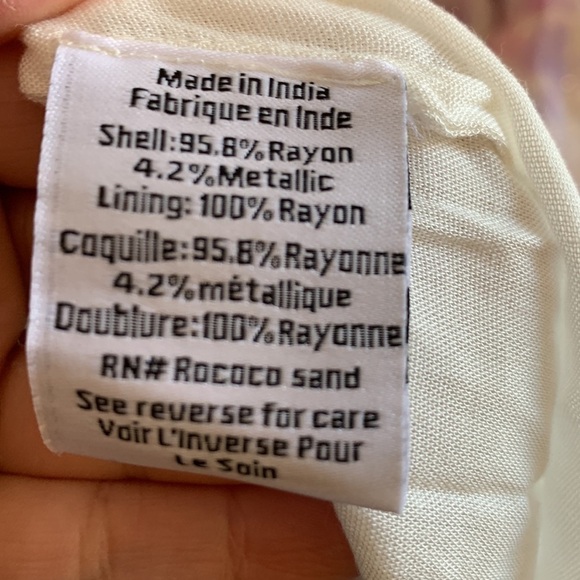 Made in India
Fabrique en Inde
Shell:95.8%Rayon
4.2%Metallic
Lining: 100%Rayon
Coquille:95.8%Rayonne
4.2%métallique
Doublure:100%Rayonne
RN# Rococo sand
See reverse for care
Voir L'Inverse Pour
Le Soin